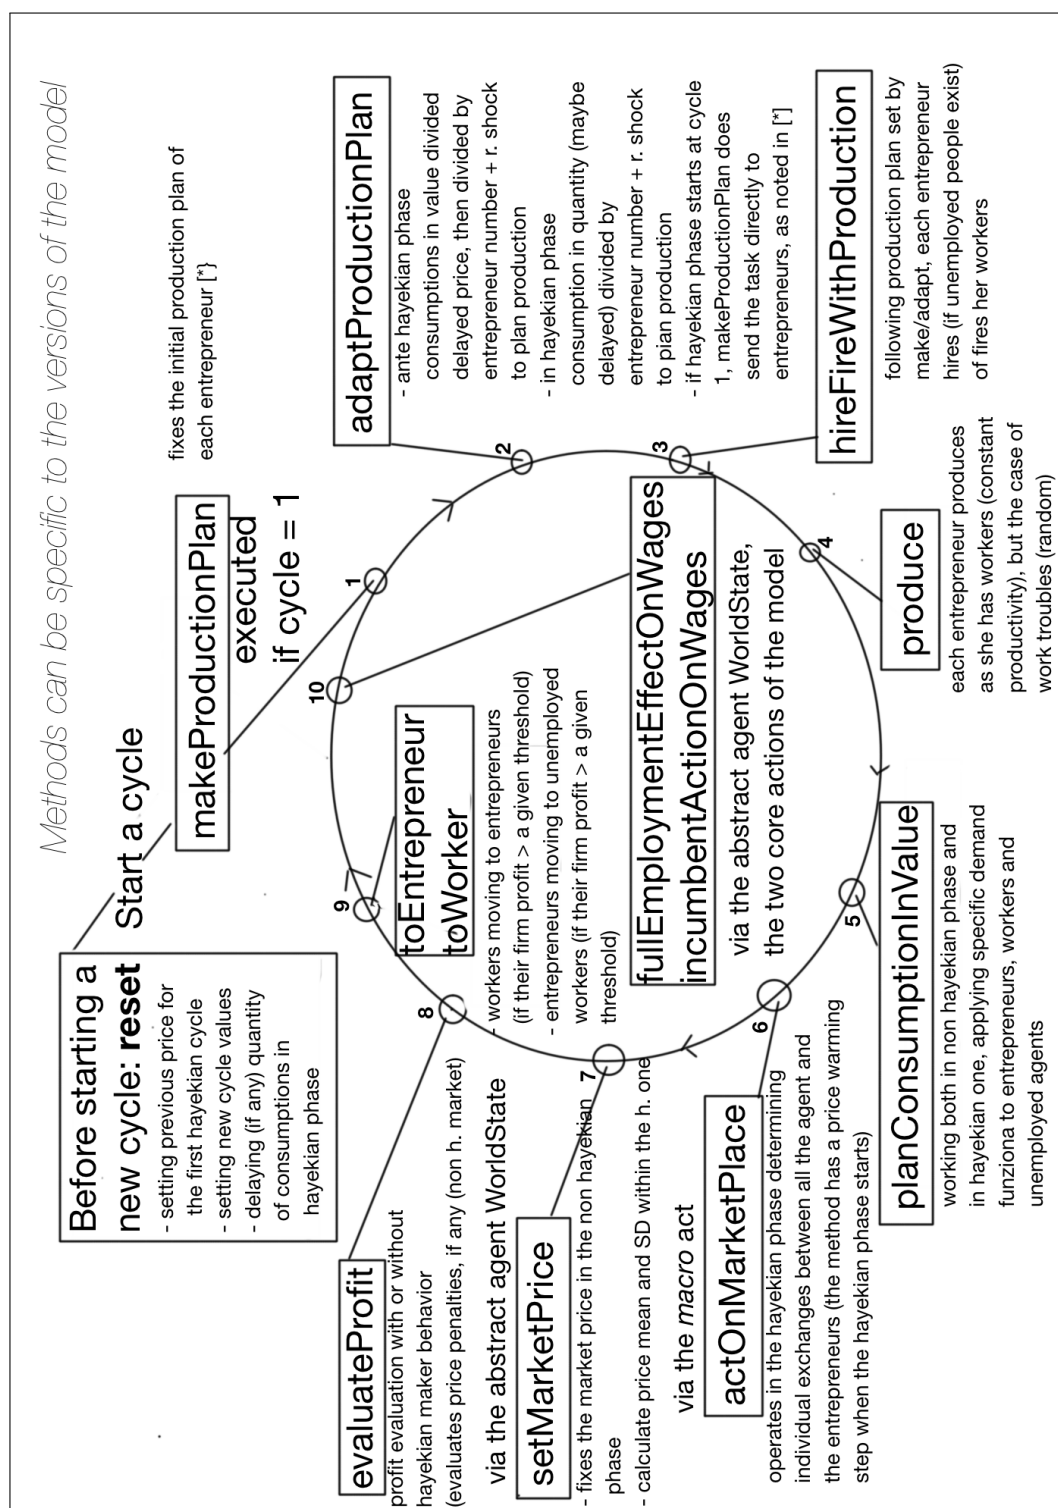 Methods can be specific to the versions of the model
Before starting a
new cycle: reset
- setting previous price for
the first hayekian cycle
- setting new cycle values
- delaying (if any) quantity
of consumptions in
hayekian phase
Start a cycle
makeProductionPlan
executed
if cycle = 1
fixes the initial production plan of
each entrepreneur [*}
1
adaptProductionPlan
- ante hayekian phase
consumptions in value divided
delayed price, then divided by
entrepreneur number + r. shock
to plan production
- in hayekian phase
consumption in quantity (maybe
delayed) divided by
entrepreneur number + r. shock
to plan production
- if hayekian phase starts at cycle
1, makeProductionPlan does
send the task directly to
entrepreneurs, as noted in [*]
2
hireFireWithProduction
following production plan set by
make/adapt, each entrepreneur
hires (if unemployed people exist)
of fires her workers
3
produce
each entrepreneur produces
as she has workers (constant
productivity), but the case of
work troubles (random)
4
planConsumptionInValue
working both in non hayekian phase and
in hayekian one, applying specific demand
funziona to entrepreneurs, workers and
unemployed agents
5
via the macro act
actOnMarketPlace
operates in the hayekian phase determining
individual exchanges between all the agent and
the entrepreneurs (the method has a price warming
step when the hayekian phase starts)
6
via the abstract agent WorldState
setMarketPrice
- fixes the market price in the non hayekian
phase
- calculate price mean and SD within the h. one
7
evaluateProfit
profit evaluation with or without
hayekian maker behavior
(evaluates price penalties, if any (non h. market)
8
toEntrepreneur
toWorker
- workers moving to entrepreneurs
(if their firm profit > a given threshold)
- entrepreneurs moving to unemployed
workers (if their firm profit > a given
threshold)
9
fullEmploymentEffectOnWages
incumbentActionOnWages
via the abstract agent WorldState,
the two core actions of the model
10